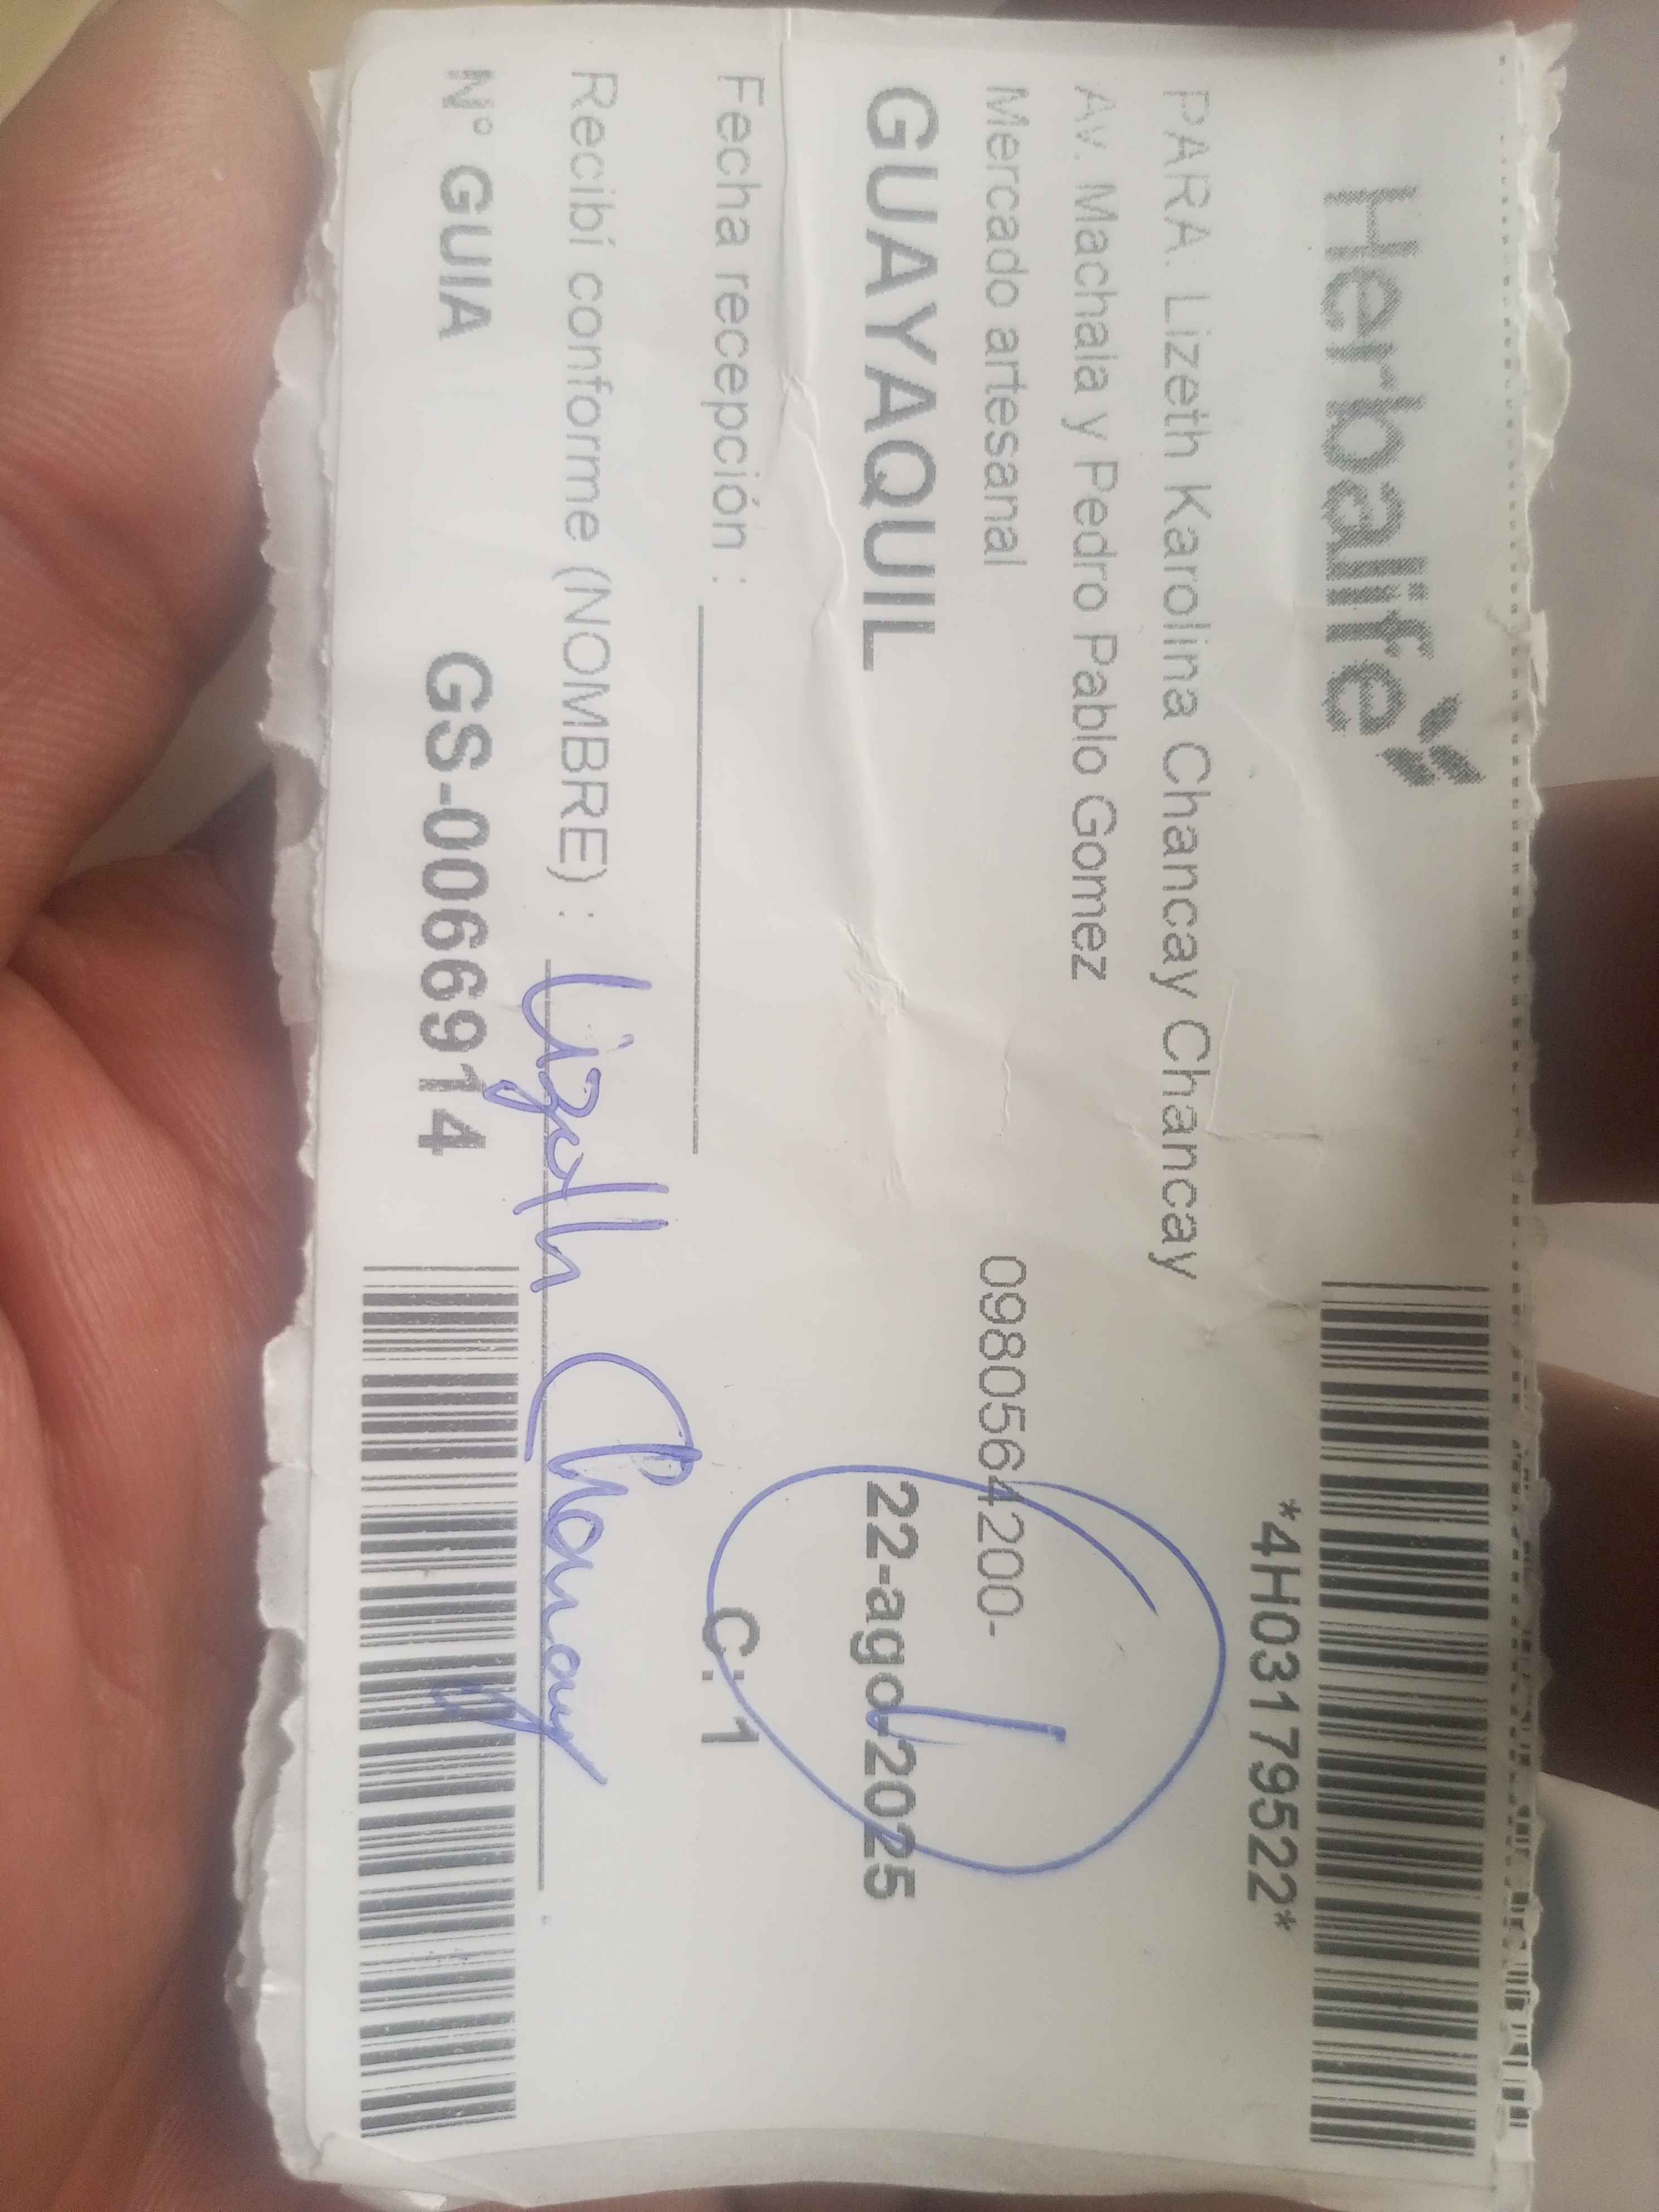 Herbalife
*4H03179522*
PARA: Lizeth Karolina Chancay Chancay
Av. Machala y Pedro Pablo Gomez
Mercado artesanal 0980564200-
GUAYAQUIL 22-ago-2025
Fecha recepción : C: 1
Recibí conforme (NOMBRE) : Lizeth Chancay
N° GUIA GS-0066914